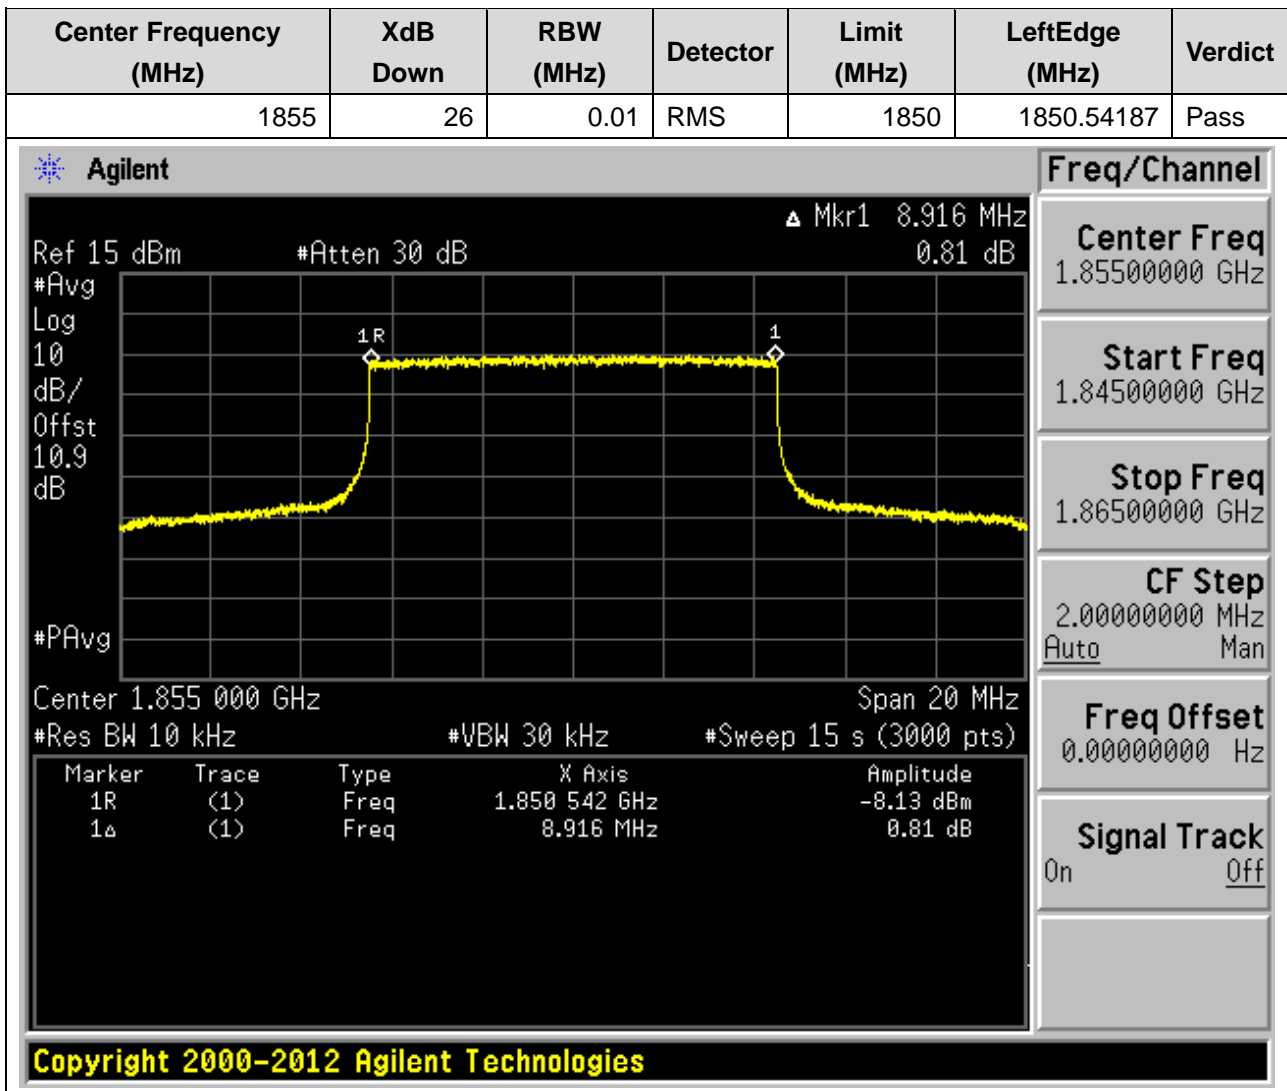 Center Frequency (MHz) XdB Down RBW (MHz) Detector Limit (MHz) LeftEdge (MHz) Verdict
1855 26 0.01 RMS 1850 1850.54187 Pass
Agilent
Freq/Channel
Δ Mkr1 8.916 MHz
Ref 15 dBm #Atten 30 dB 0.81 dB
#Avg
Log
10
dB/
Offst
10.9
dB
#PAvg
1R
1
Center 1.855 000 GHz Span 20 MHz
#Res BW 10 kHz #VBW 30 kHz #Sweep 15 s (3000 pts)
Marker Trace Type X Axis Amplitude
1R (1) Freq 1.850 542 GHz -8.13 dBm
1Δ (1) Freq 8.916 MHz 0.81 dB
Center Freq
1.85500000 GHz
Start Freq
1.84500000 GHz
Stop Freq
1.86500000 GHz
CF Step
2.00000000 MHz
Auto Man
Freq Offset
0.00000000 Hz
Signal Track
On Off
Copyright 2000-2012 Agilent Technologies